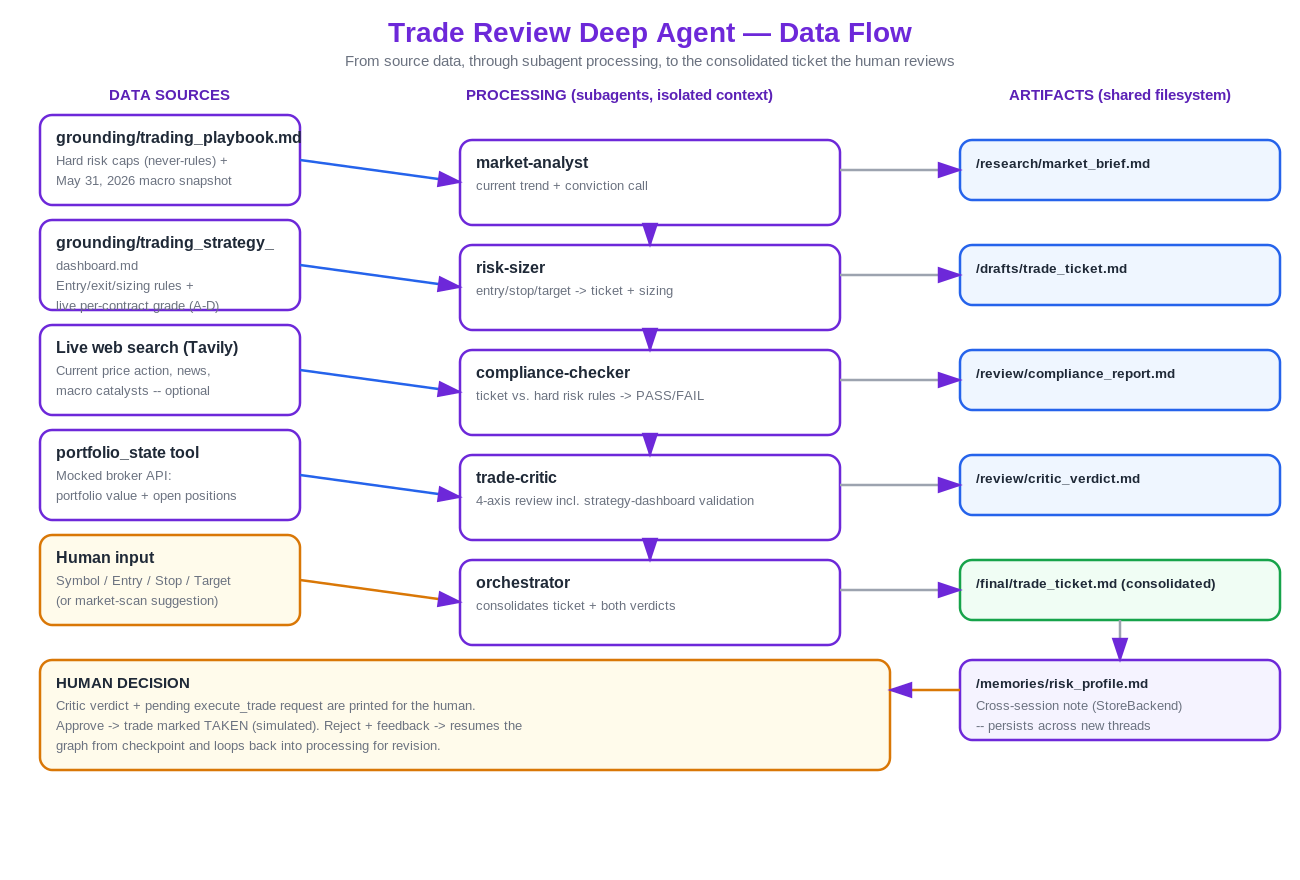 Trade Review Deep Agent — Data Flow
From source data, through subagent processing, to the consolidated ticket the human reviews
DATA SOURCES
grounding/trading_playbook.md
Hard risk caps (never-rules) +
May 31, 2026 macro snapshot
grounding/trading_strategy_
dashboard.md
Entry/exit/sizing rules +
live per-contract grade (A-D)
Live web search (Tavily)
Current price action, news,
macro catalysts -- optional
portfolio_state tool
Mocked broker API:
portfolio value + open positions
Human input
Symbol / Entry / Stop / Target
(or market-scan suggestion)
PROCESSING (subagents, isolated context)
market-analyst
current trend + conviction call
risk-sizer
entry/stop/target -> ticket + sizing
compliance-checker
ticket vs. hard risk rules -> PASS/FAIL
trade-critic
4-axis review incl. strategy-dashboard validation
orchestrator
consolidates ticket + both verdicts
ARTIFACTS (shared filesystem)
/research/market_brief.md
/drafts/trade_ticket.md
/review/compliance_report.md
/review/critic_verdict.md
/final/trade_ticket.md (consolidated)
/memories/risk_profile.md
Cross-session note (StoreBackend)
-- persists across new threads
HUMAN DECISION
Critic verdict + pending execute_trade request are printed for the human.
Approve -> trade marked TAKEN (simulated). Reject + feedback -> resumes the
graph from checkpoint and loops back into processing for revision.